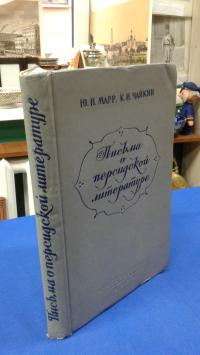 Ю. Н. МАРР, К. И. ЧАЙКИН
Письма о
персидской
литературе
Письма о персидской литературе